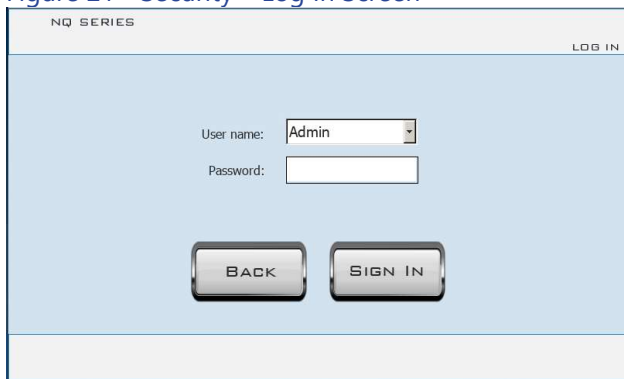 NQ SERIES
LOG IN
User name: Admin
Password:
BACK SIGN IN